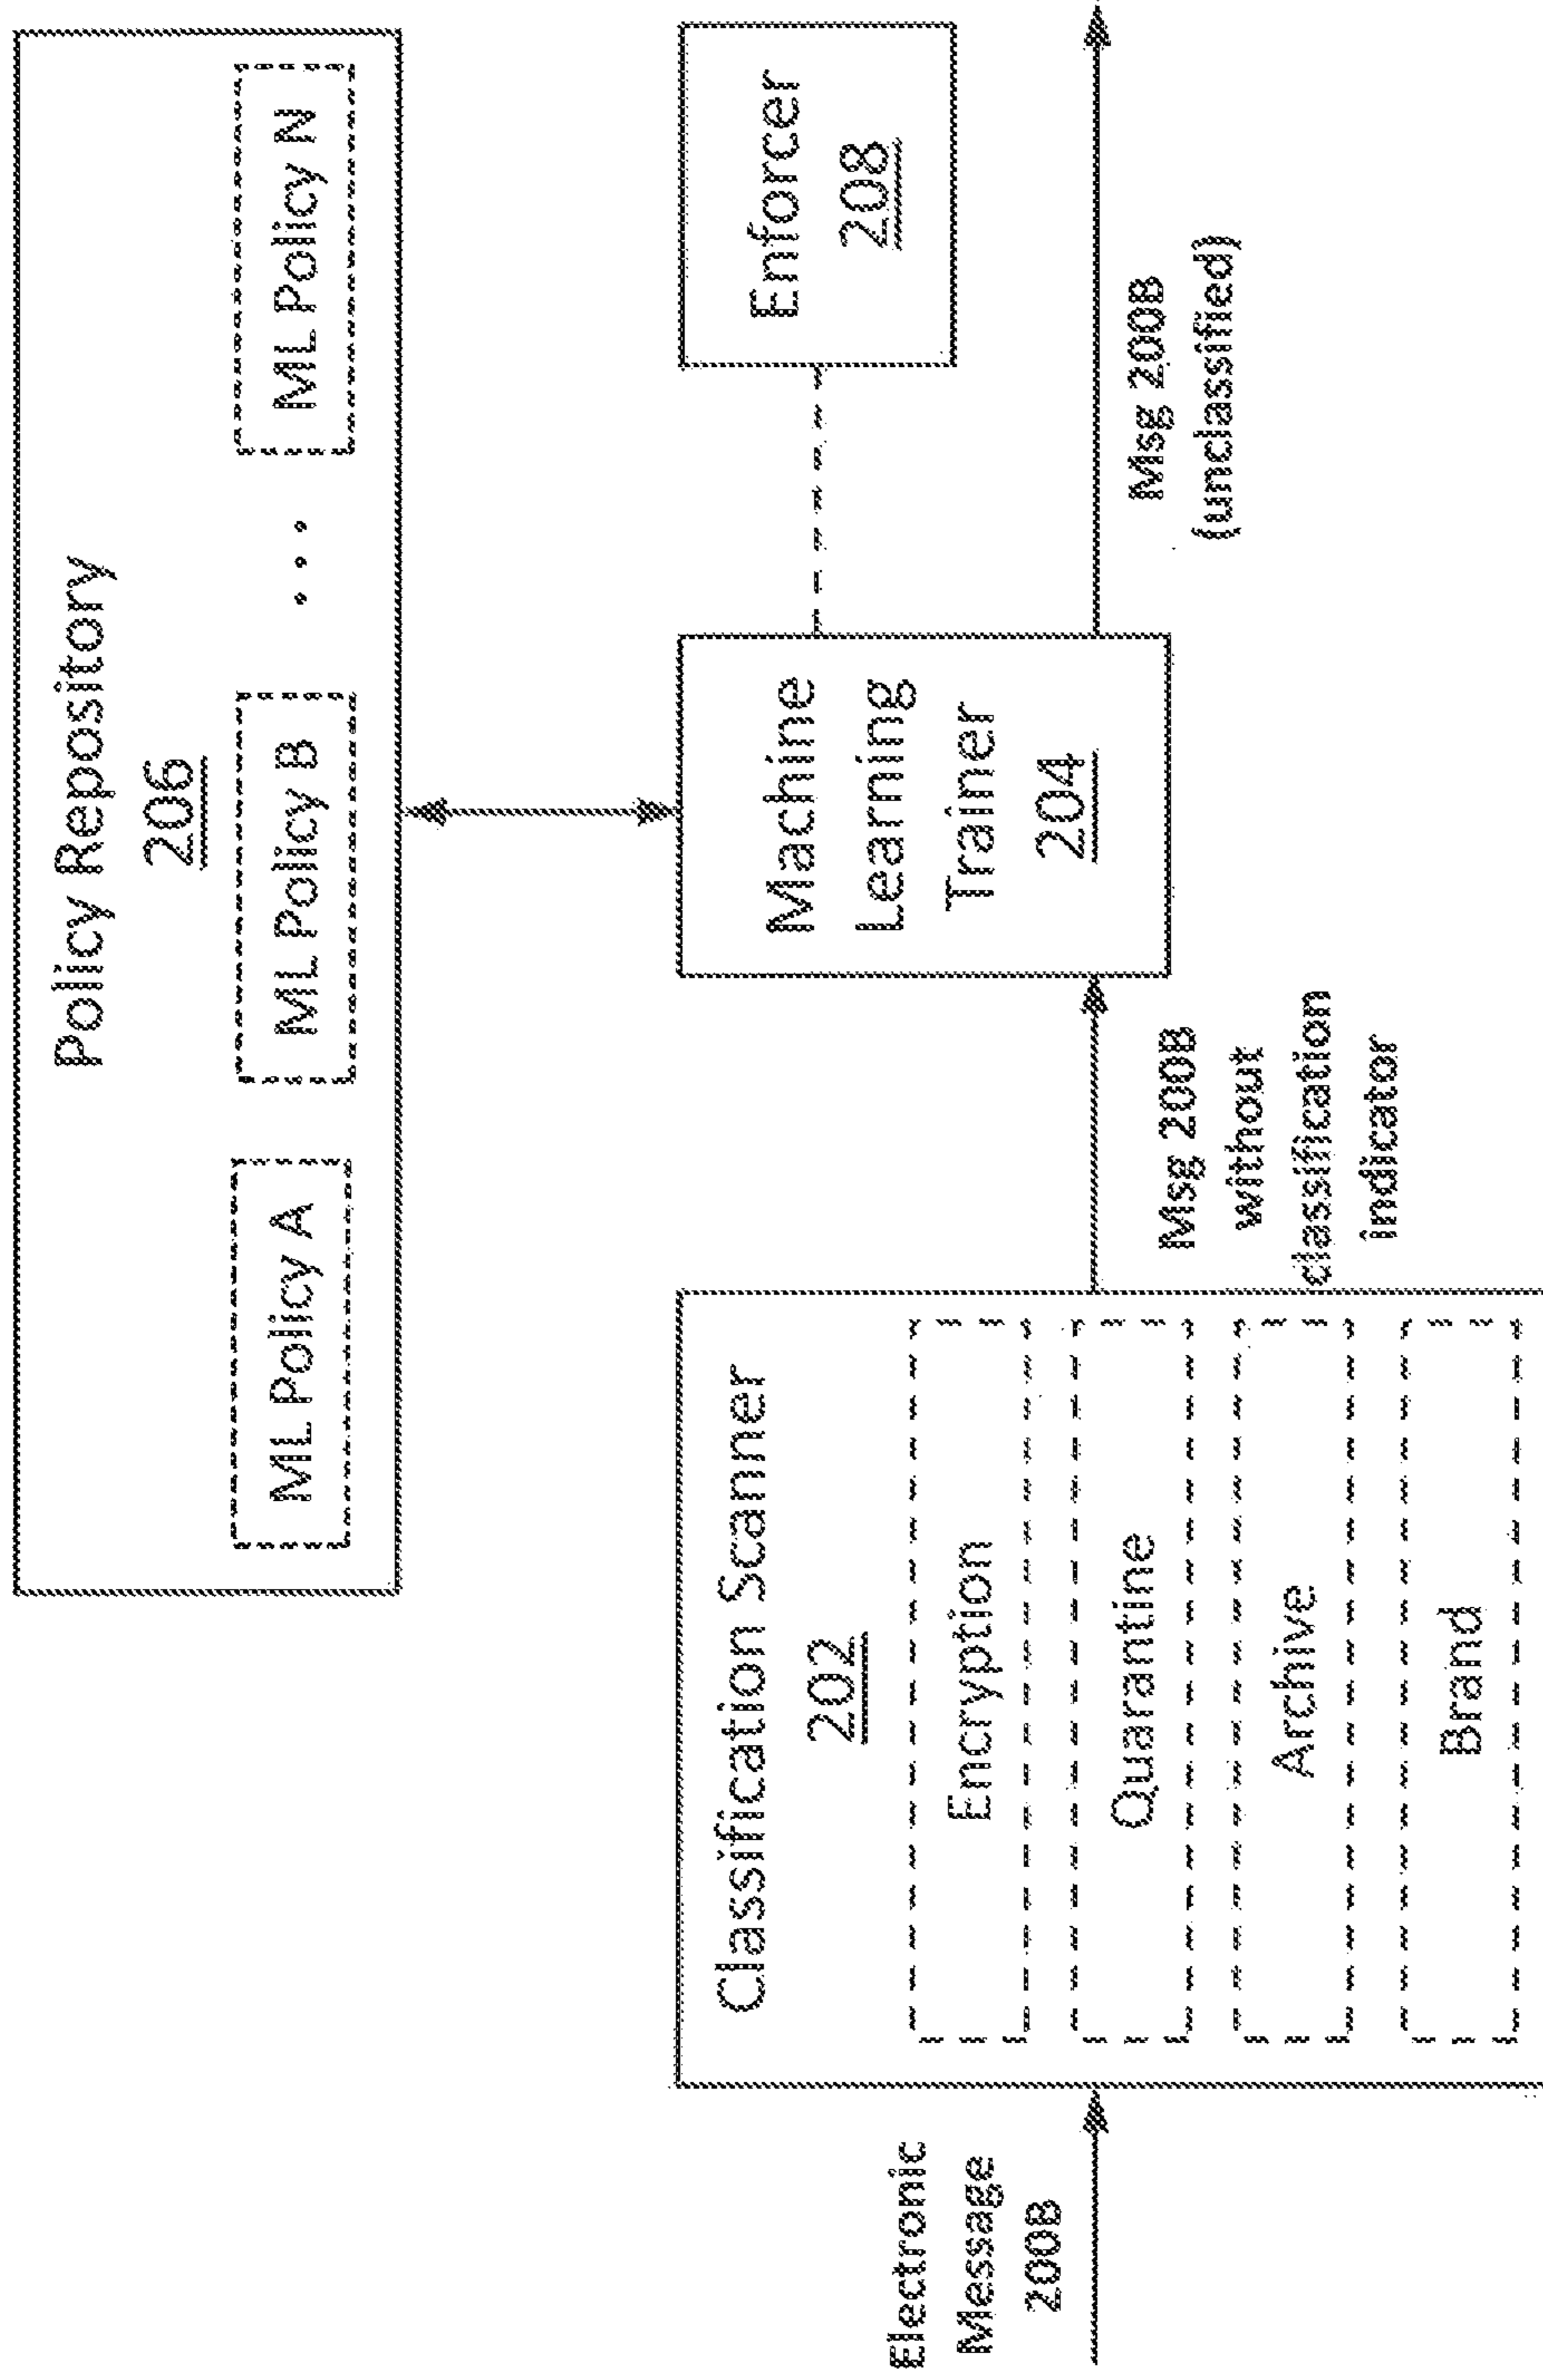 Policy Repository
206
ML Policy A
ML Policy B
...
ML Policy N
Electronic
Message
200B
Classification Scanner
202
Encryption
Quarantine
Archive
Brand
Msg 200B
without
classification
indicator
Machine
Learning
Trainer
204
Enforcer
208
Msg 200B
(unclassified)